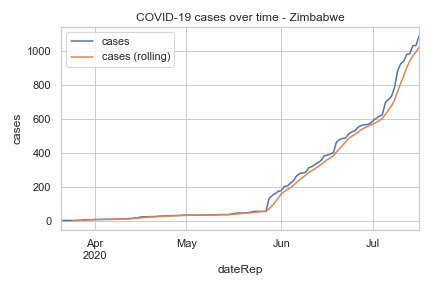 COVID-19 cases over time - Zimbabwe
cases
cases (rolling)
1000
800
600
400
200
0
cases
Apr
2020
May
Jun
Jul
dateRep